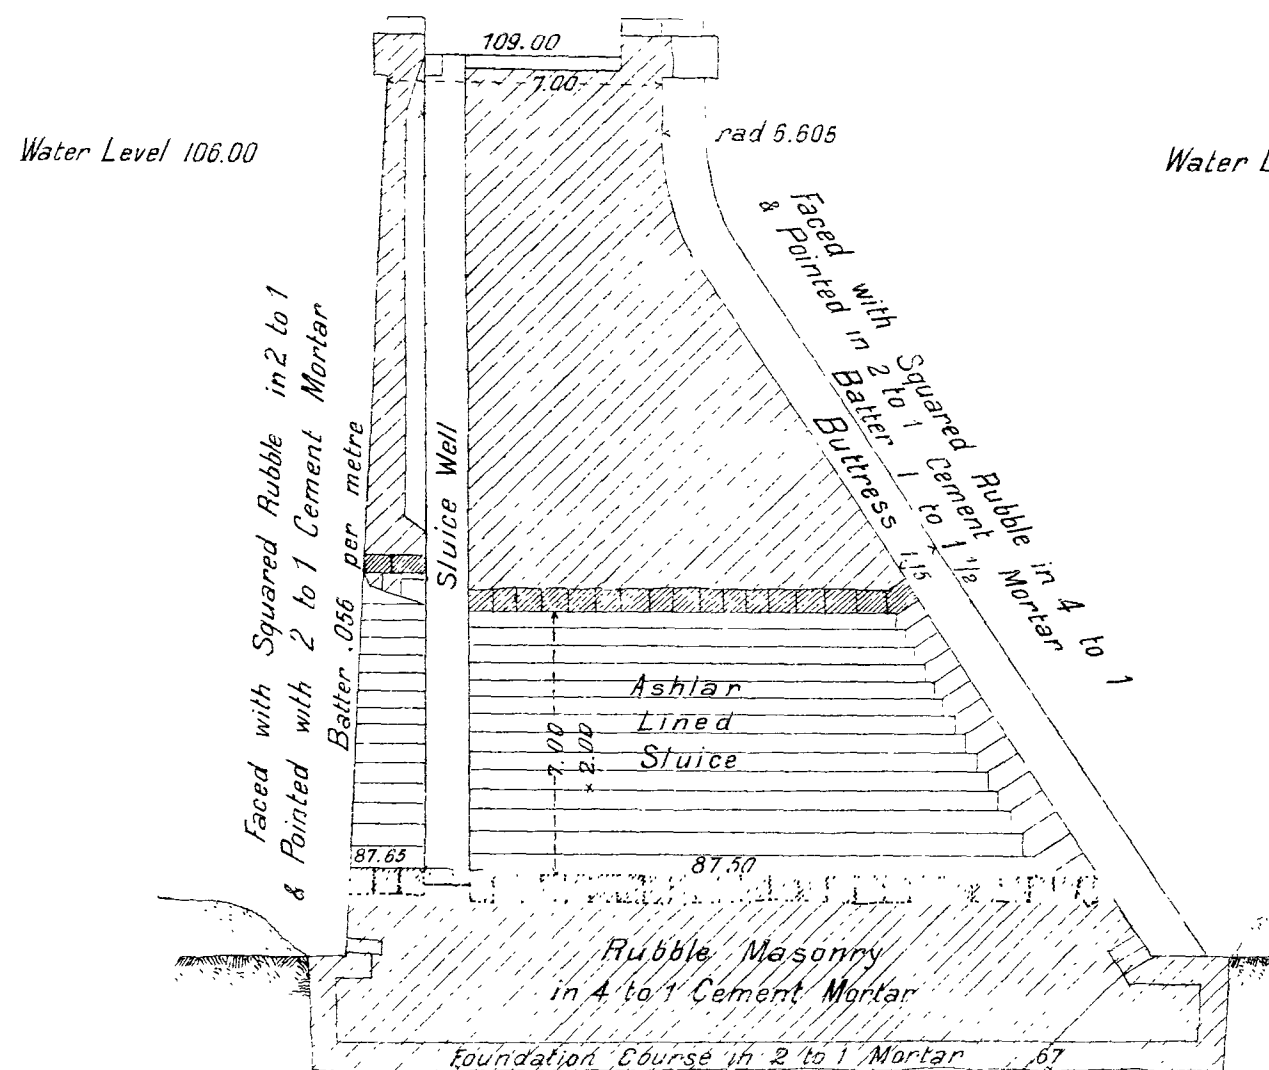 109.00
7.00
Water Level 106.00
rad 6.605
Water L
Faced with Squared Rubble in 2 to 1
& Pointed with 2 to 1 Cement Mortar
Batter .056 per metre
Sluice Well
Faced with Squared Rubble in 4 to 1
& Pointed in 2 to 1 Cement Mortar
Batter 1 to 1 1/2
Buttress 1.15
Ashlar
Lined
Sluice
7.00
× 2.00
87.65
87.50
Rubble Masonry
in 4 to 1 Cement Mortar
Foundation Course in 2 to 1 Mortar .67